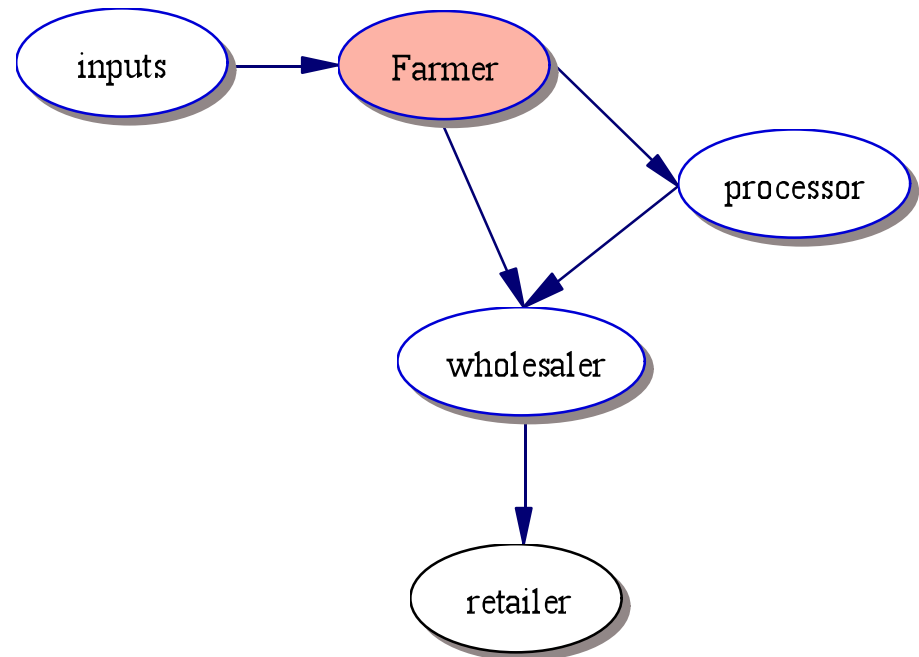 inputs
Farmer
processor
wholesaler
retailer